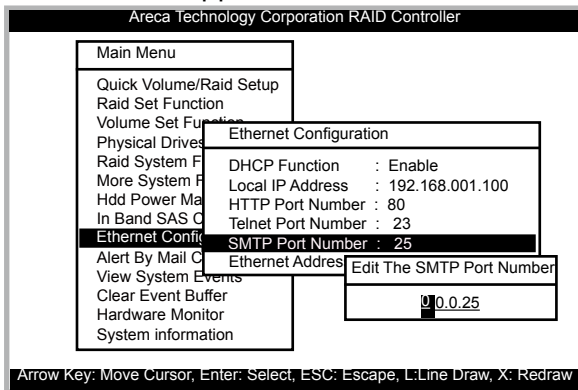 Areca Technology Corporation RAID Controller
Main Menu
Quick Volume/Raid Setup
Raid Set Function
Volume Set Function
Physical Drives
Raid System F
More System F
Hdd Power Ma
In Band SAS C
Ethernet Config
Alert By Mail C
View System Events
Clear Event Buffer
Hardware Monitor
System information
Ethernet Configuration
DHCP Function : Enable
Local IP Address : 192.168.001.100
HTTP Port Number : 80
Telnet Port Number : 23
SMTP Port Number : 25
Ethernet Addres
Edit The SMTP Port Number
0 0.0.25
Arrow Key: Move Cursor, Enter: Select, ESC: Escape, L:Line Draw, X: Redraw